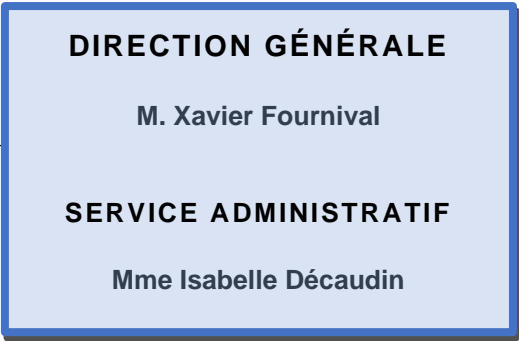 DIRECTION GÉNÉRALE
M. Xavier Fournival
SERVICE ADMINISTRATIF
Mme Isabelle Décaudin